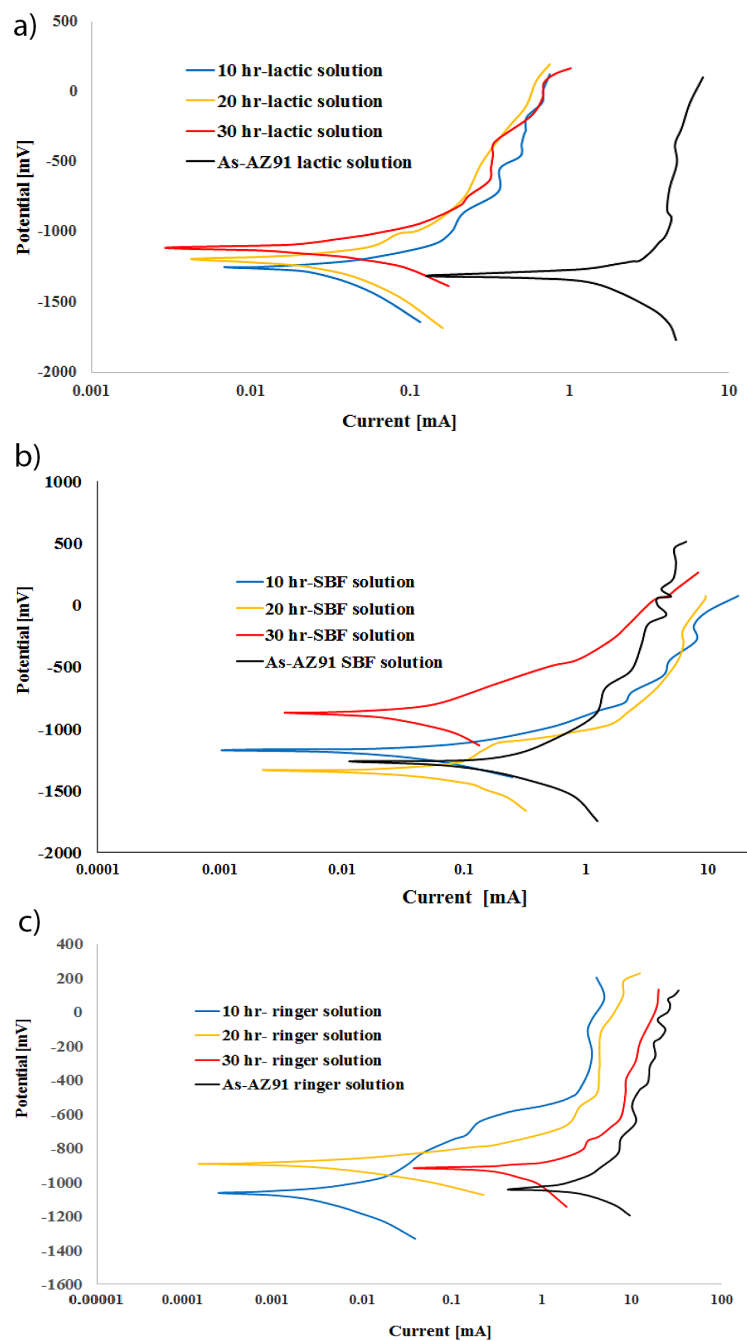 a)
500
0
-500
-1000
-1500
-2000
Potential [mV]
10 hr-lactic solution
20 hr-lactic solution
30 hr-lactic solution
As-AZ91 lactic solution
0.001 0.01 0.1 1 10
Current [mA]
b)
1000
500
0
-500
-1000
-1500
-2000
Potential [mV]
10 hr-SBF solution
20 hr-SBF solution
30 hr-SBF solution
As-AZ91 SBF solution
0.0001 0.001 0.01 0.1 1 10
Current [mA]
c)
400
200
0
-200
-400
-600
-800
-1000
-1200
-1400
-1600
Potential [mV]
10 hr- ringer solution
20 hr- ringer solution
30 hr- ringer solution
As-AZ91 ringer solution
0.00001 0.0001 0.001 0.01 0.1 1 10 100
Current [mA]